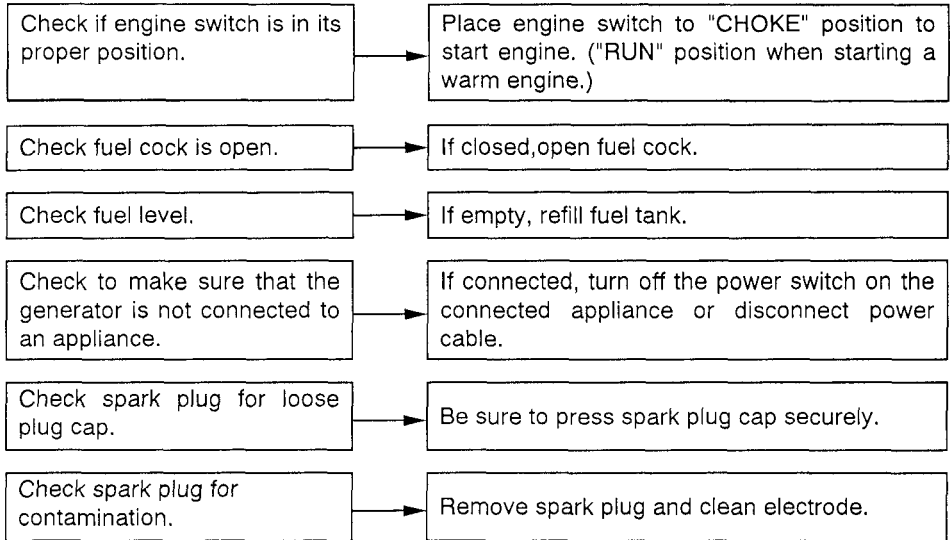 Check if engine switch is in its
proper position.
Place engine switch to "CHOKE" position to
start engine. ("RUN" position when starting a
warm engine.)
Check fuel cock is open.
If closed,open fuel cock.
Check fuel level.
If empty, refill fuel tank.
Check to make sure that the
generator is not connected to
an appliance.
If connected, turn off the power switch on the
connected appliance or disconnect power
cable.
Check spark plug for loose
plug cap.
Be sure to press spark plug cap securely.
Check spark plug for
contamination.
Remove spark plug and clean electrode.